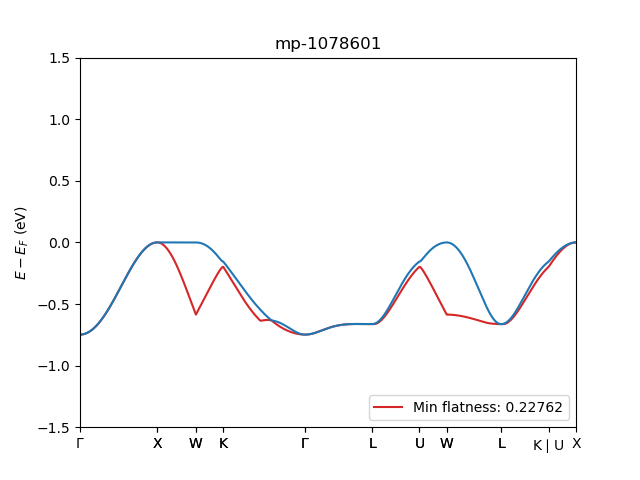 mp-1078601
1.5
1.0
0.5
0.0
−0.5
−1.0
−1.5
E − E_F (eV)
Min flatness: 0.22762
Γ X W K Γ L U W L K | U X